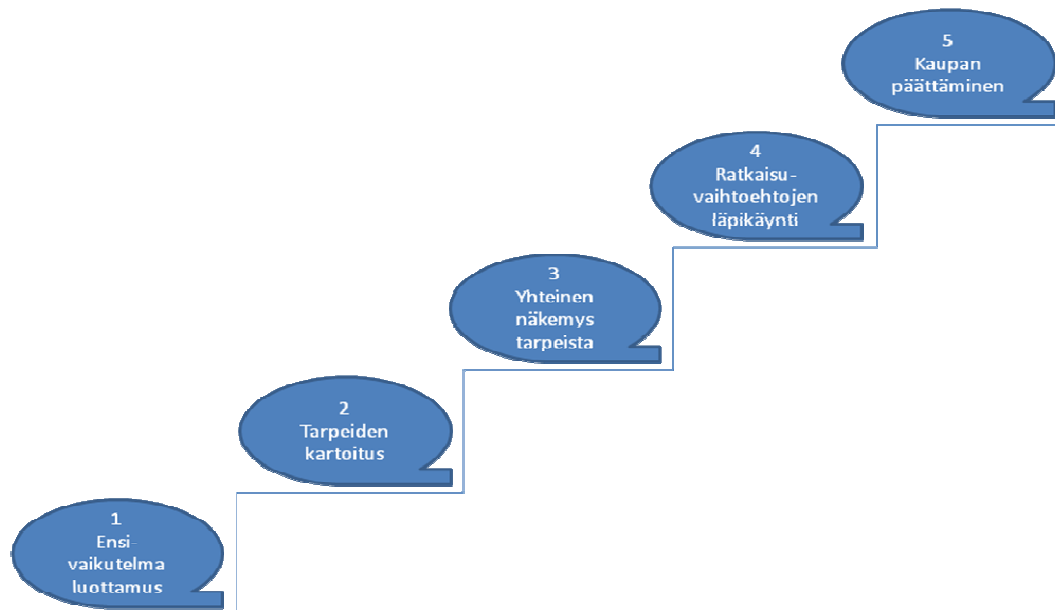 1
Ensi-
vaikutelma
luottamus
2
Tarpeiden
kartoitus
3
Yhteinen
näkemys
tarpeista
4
Ratkaisu-
vaihtoehtojen
läpikäynti
5
Kaupan
päättäminen